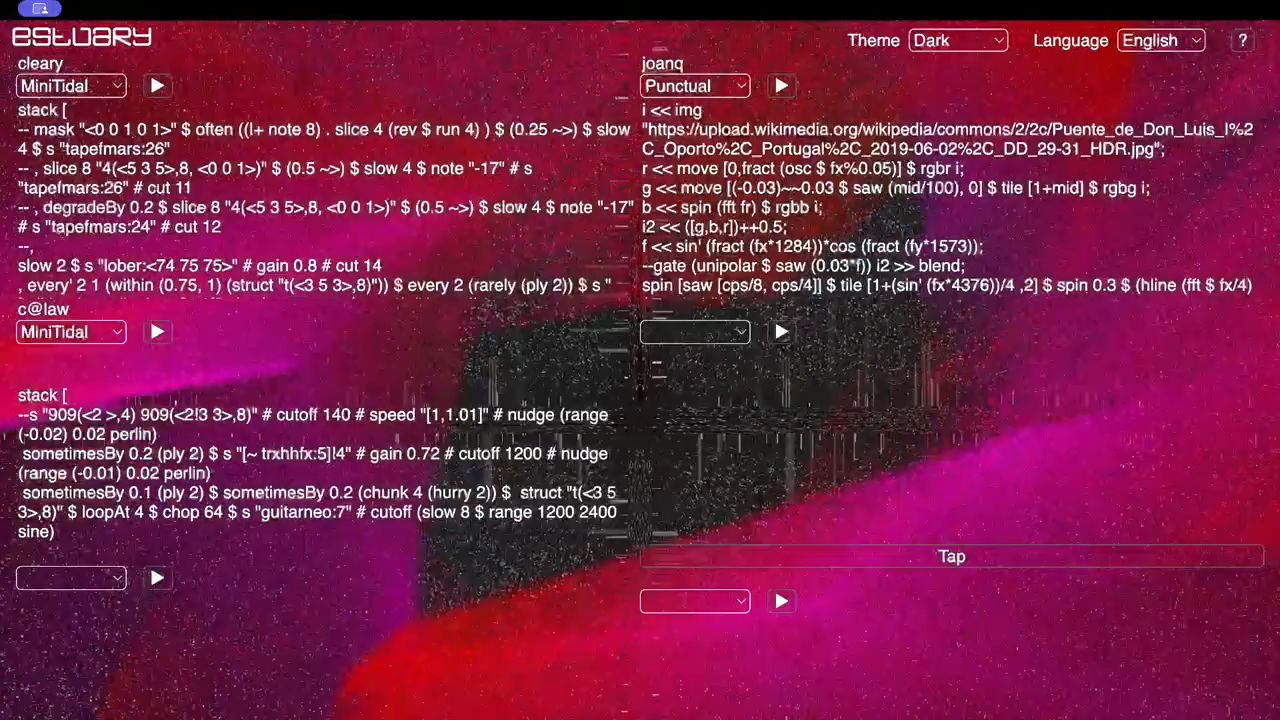 estuary
Theme Dark Language English ?
cleary
MiniTidal
stack [
-- mask "<0 0 1 0 1>" $ often ((|+ note 8) . slice 4 (rev $ run 4) ) $ (0.25 ~>) $ slow
4 $ s "tapefmars:26"
-- , slice 8 "4(<5 3 5>,8, <0 0 1>)" $ (0.5 ~>) $ slow 4 $ note "-17" # s
"tapefmars:26" # cut 11
-- , degradeBy 0.2 $ slice 8 "4(<5 3 5>,8, <0 0 1>)" $ (0.5 ~>) $ slow 4 $ note "-17"
# s "tapefmars:24" # cut 12
--,
slow 2 $ s "lober:<74 75 75>" # gain 0.8 # cut 14
, every' 2 1 (within (0.75, 1) (struct "t(<3 5 3>,8)")) $ every 2 (rarely (ply 2)) $ s "
joanq
Punctual
i << img
"https://upload.wikimedia.org/wikipedia/commons/2/2c/Puente_de_Don_Luis_I%2
C_Oporto%2C_Portugal%2C_2019-06-02%2C_DD_29-31_HDR.jpg";
r << move [0,fract (osc $ fx%0.05)] $ rgbr i;
g << move [(-0.03)~~0.03 $ saw (mid/100), 0] $ tile [1+mid] $ rgbg i;
b << spin (fft fr) $ rgbb i;
i2 << ([g,b,r])++0.5;
f << sin' (fract (fx*1284))*cos (fract (fy*1573));
--gate (unipolar $ saw (0.03*f)) i2 >> blend;
spin [saw [cps/8, cps/4]] $ tile [1+(sin' (fx*4376))/4 ,2] $ spin 0.3 $ (hline (fft $ fx/4)
c@law
MiniTidal
stack [
--s "909(<2 >,4) 909(<2!3 3>,8)" # cutoff 140 # speed "[1,1.01]" # nudge (range
(-0.02) 0.02 perlin)
sometimesBy 0.2 (ply 2) $ s "[~ trxhhfx:5]!4" # gain 0.72 # cutoff 1200 # nudge
(range (-0.01) 0.02 perlin)
sometimesBy 0.1 (ply 2) $ sometimesBy 0.2 (chunk 4 (hurry 2)) $  struct "t(<3 5
3>,8)" $ loopAt 4 $ chop 64 $ s "guitarneo:7" # cutoff (slow 8 $ range 1200 2400
sine)
Tap